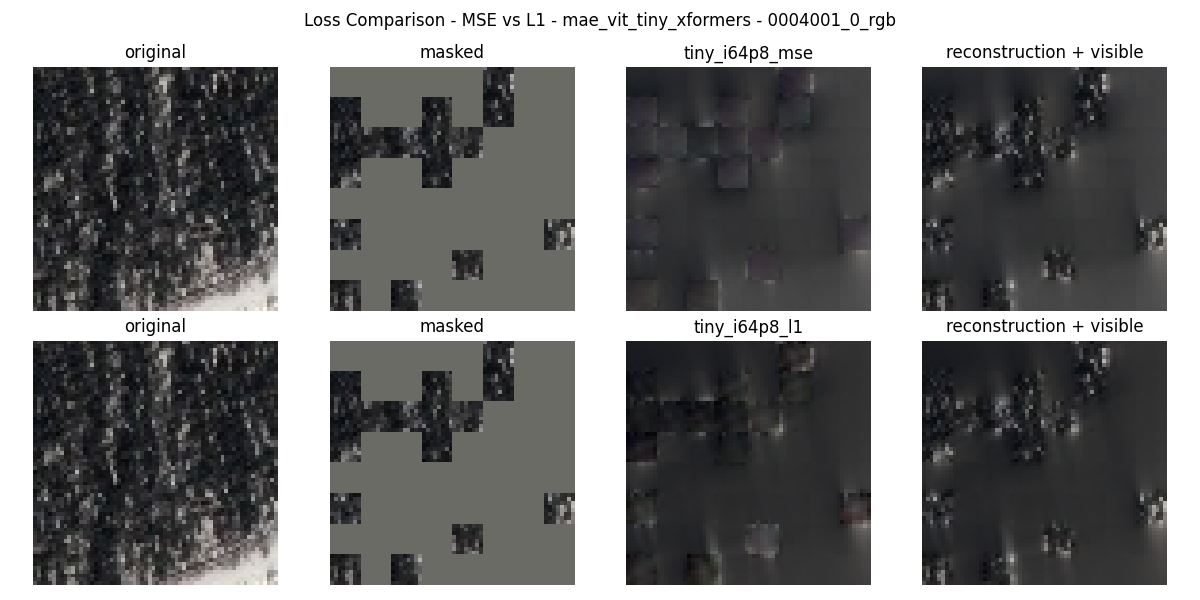 Loss Comparison - MSE vs L1 - mae_vit_tiny_xformers - 0004001_0_rgb
original masked tiny_i64p8_mse reconstruction + visible
original masked tiny_i64p8_l1 reconstruction + visible